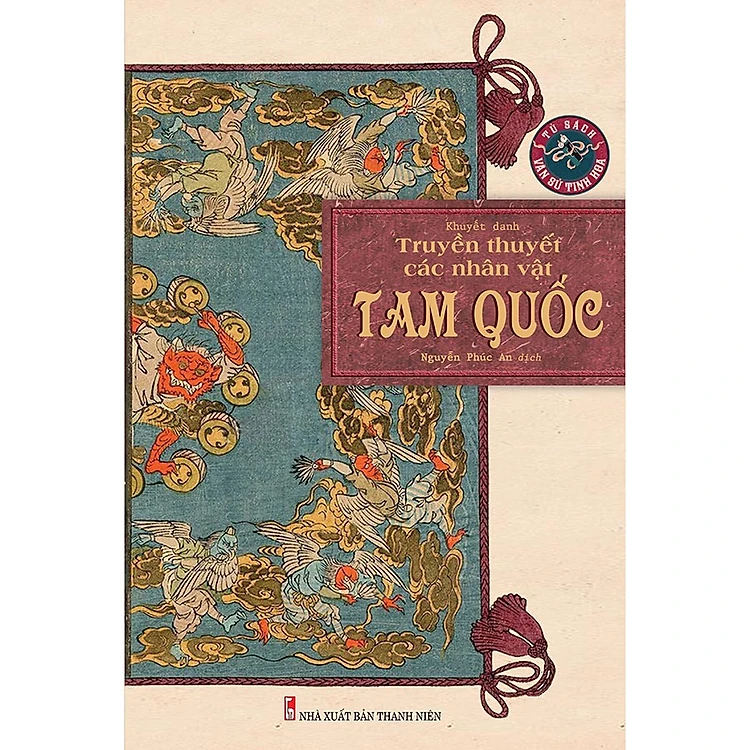 TỦ SÁCH
VĂN SỬ TINH HOA
Khuyết danh
Truyền thuyết
các nhân vật
TAM QUỐC
Nguyễn Phúc An dịch
NHÀ XUẤT BẢN THANH NIÊN